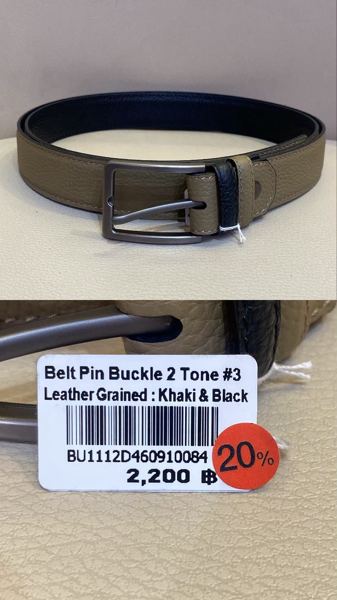 Belt Pin Buckle 2 Tone #3
Leather Grained : Khaki & Black
BU1112D460910084
20%
2,200 ฿